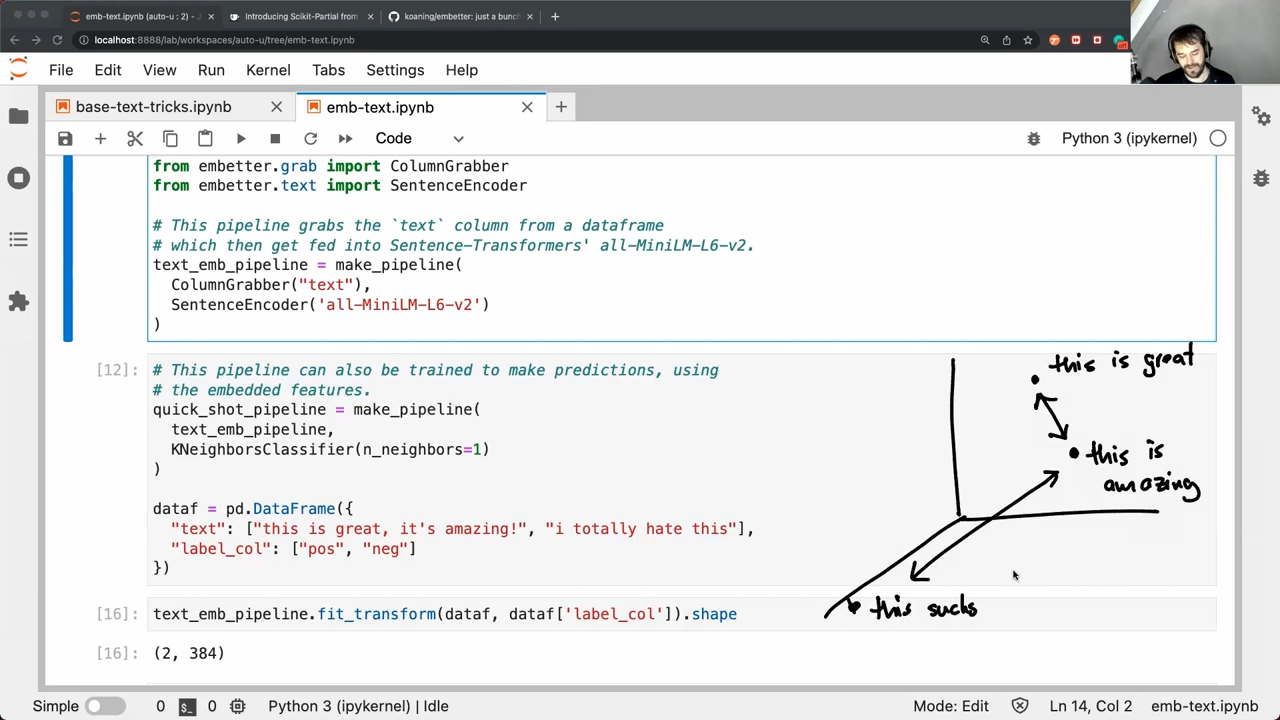 emb-text.ipynb (auto-u : 2) - J
Introducing Scikit-Partial from
koaning/embetter: just a bunch
localhost:8888/lab/workspaces/auto-u/tree/emb-text.ipynb
File Edit View Run Kernel Tabs Settings Help
base-text-tricks.ipynb
emb-text.ipynb
Code
Python 3 (ipykernel)
from embetter.grab import ColumnGrabber
from embetter.text import SentenceEncoder
# This pipeline grabs the `text` column from a dataframe
# which then get fed into Sentence-Transformers' all-MiniLM-L6-v2.
text_emb_pipeline = make_pipeline(
ColumnGrabber("text"),
SentenceEncoder('all-MiniLM-L6-v2')
)
[12]:
# This pipeline can also be trained to make predictions, using
# the embedded features.
quick_shot_pipeline = make_pipeline(
text_emb_pipeline,
KNeighborsClassifier(n_neighbors=1)
)
dataf = pd.DataFrame({
"text": ["this is great, it's amazing!", "i totally hate this"],
"label_col": ["pos", "neg"]
})
this is great
this is
amazing
this sucks
[16]:
text_emb_pipeline.fit_transform(dataf, dataf['label_col']).shape
[16]:
(2, 384)
Simple 0 0 Python 3 (ipykernel) | Idle Mode: Edit Ln 14, Col 2 emb-text.ipynb